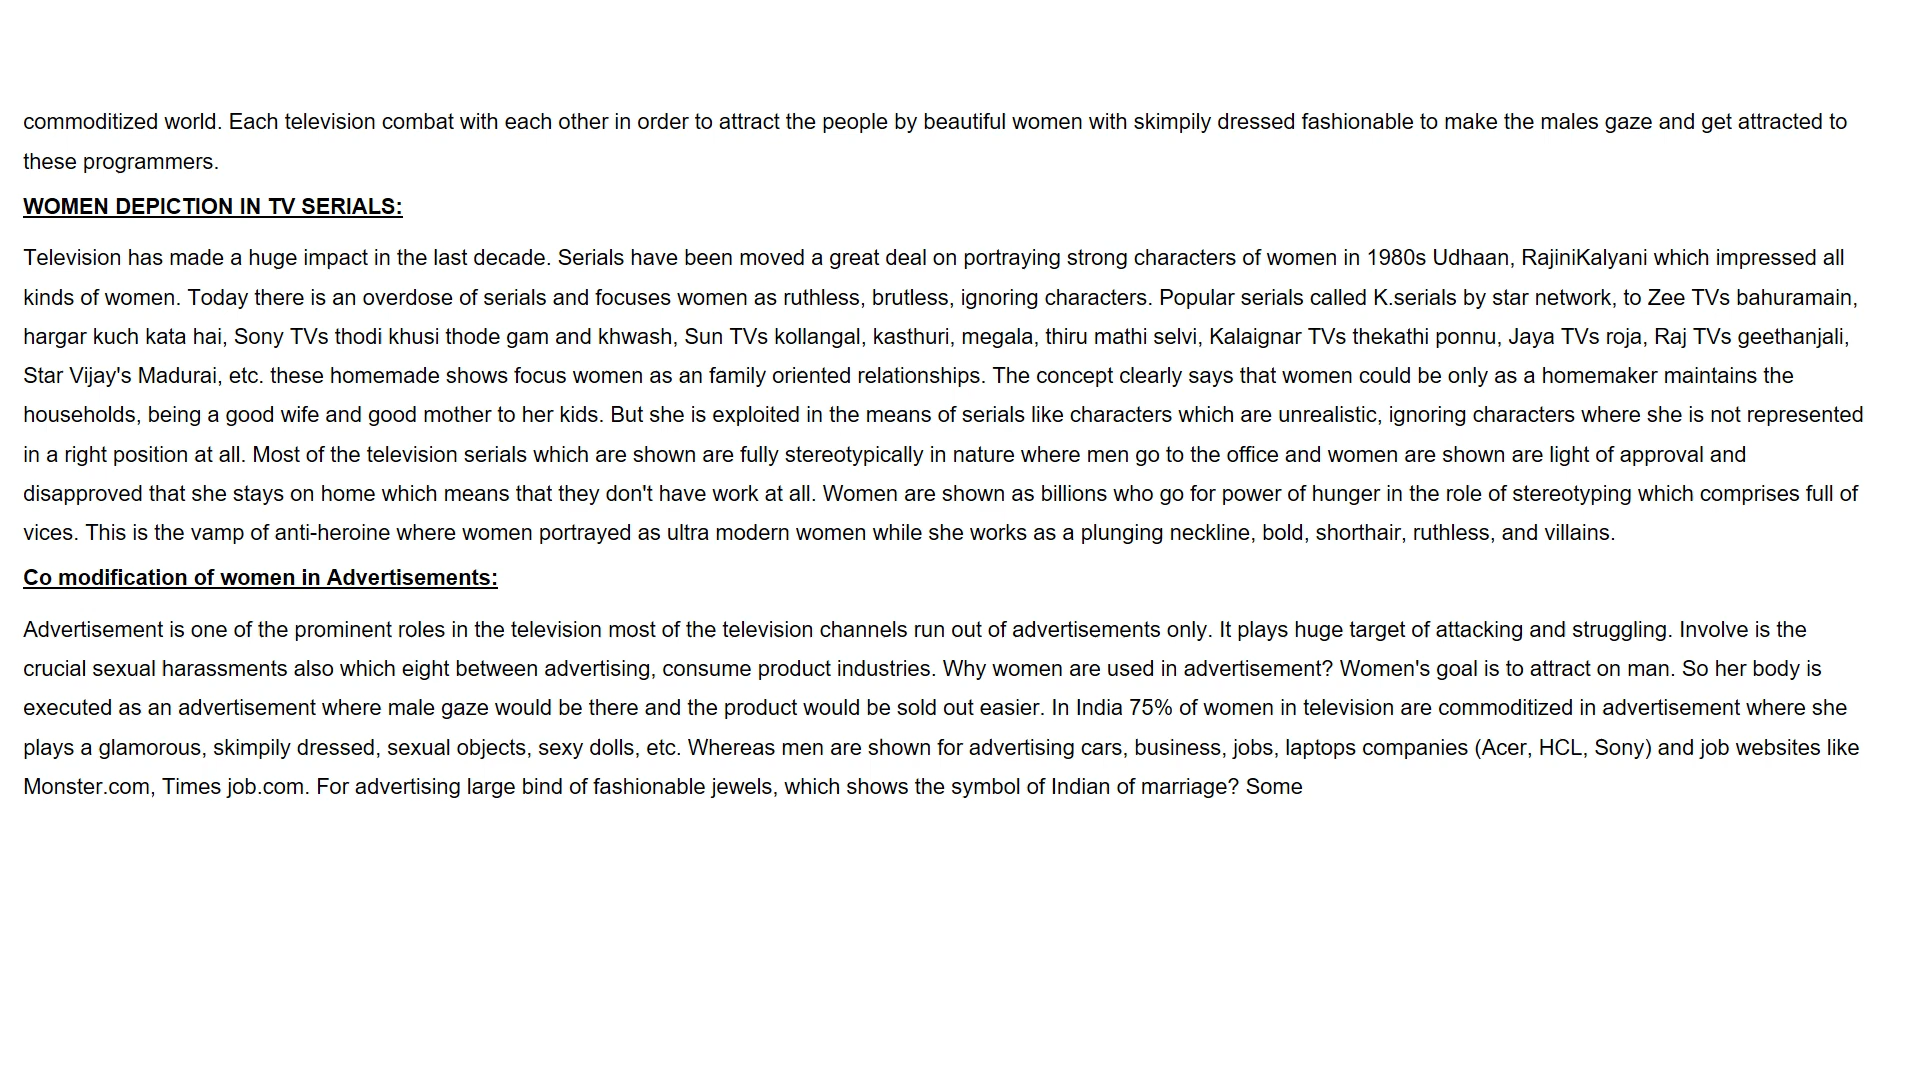 commoditized world. Each television combat with each other in order to attract the people by beautiful women with skimpily dressed fashionable to make the males gaze and get attracted to
these programmers.
WOMEN DEPICTION IN TV SERIALS:
Television has made a huge impact in the last decade. Serials have been moved a great deal on portraying strong characters of women in 1980s Udhaan, RajiniKalyani which impressed all
kinds of women. Today there is an overdose of serials and focuses women as ruthless, brutless, ignoring characters. Popular serials called K.serials by star network, to Zee TVs bahuramain,
hargar kuch kata hai, Sony TVs thodi khusi thode gam and khwash, Sun TVs kollangal, kasthuri, megala, thiru mathi selvi, Kalaignar TVs thekathi ponnu, Jaya TVs roja, Raj TVs geethanjali,
Star Vijay's Madurai, etc. these homemade shows focus women as an family oriented relationships. The concept clearly says that women could be only as a homemaker maintains the
households, being a good wife and good mother to her kids. But she is exploited in the means of serials like characters which are unrealistic, ignoring characters where she is not represented
in a right position at all. Most of the television serials which are shown are fully stereotypically in nature where men go to the office and women are shown are light of approval and
disapproved that she stays on home which means that they don't have work at all. Women are shown as billions who go for power of hunger in the role of stereotyping which comprises full of
vices. This is the vamp of anti-heroine where women portrayed as ultra modern women while she works as a plunging neckline, bold, shorthair, ruthless, and villains.
Co modification of women in Advertisements:
Advertisement is one of the prominent roles in the television most of the television channels run out of advertisements only. It plays huge target of attacking and struggling. Involve is the
crucial sexual harassments also which eight between advertising, consume product industries. Why women are used in advertisement? Women's goal is to attract on man. So her body is
executed as an advertisement where male gaze would be there and the product would be sold out easier. In India 75% of women in television are commoditized in advertisement where she
plays a glamorous, skimpily dressed, sexual objects, sexy dolls, etc. Whereas men are shown for advertising cars, business, jobs, laptops companies (Acer, HCL, Sony) and job websites like
Monster.com, Times job.com. For advertising large bind of fashionable jewels, which shows the symbol of Indian of marriage? Some